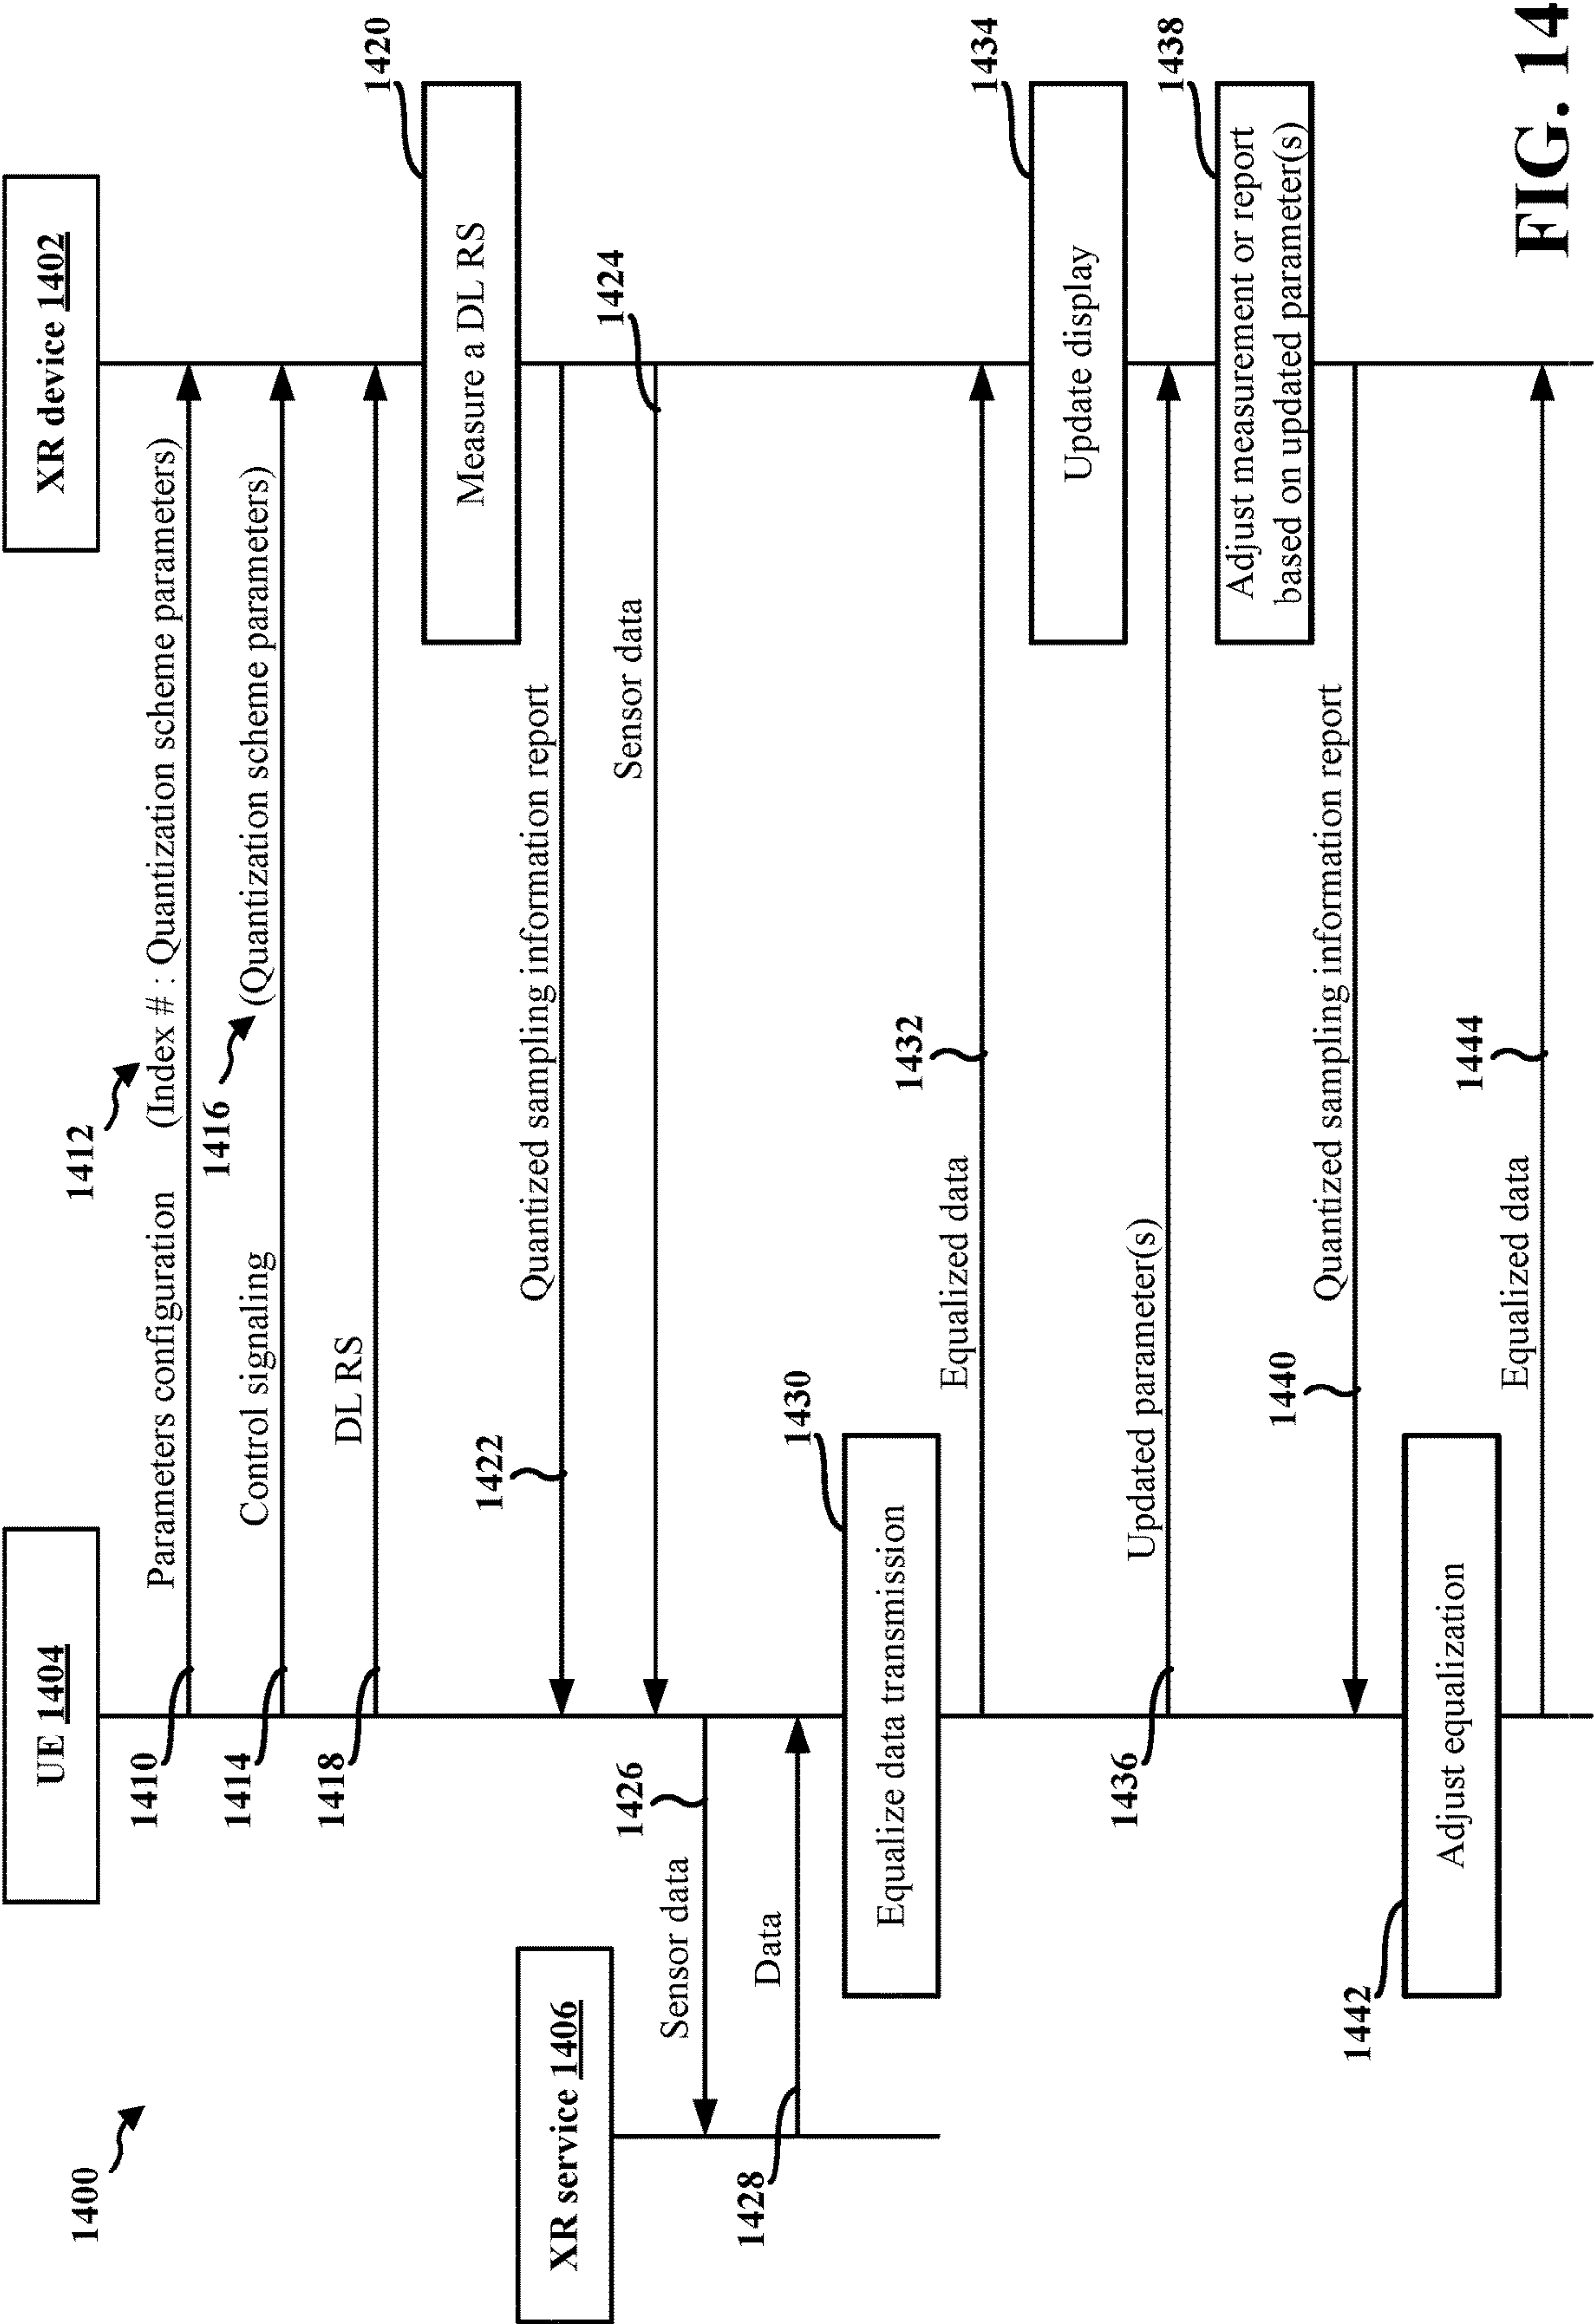 1400
XR service 1406
UE 1404
XR device 1402
1410
Parameters configuration
1412
(Index # : Quantization scheme parameters)
1414
Control signaling
1416
(Quantization scheme parameters)
1418
DL RS
1420
Measure a DL RS
1422
Quantized sampling information report
Sensor data
1424
Sensor data
1426
Data
1428
1430
Equalize data transmission
Equalized data
1432
1434
Update display
1436
Updated parameter(s)
1438
Adjust measurement or report
based on updated parameter(s)
1440
Quantized sampling information report
1442
Adjust equalization
Equalized data
1444
FIG. 14